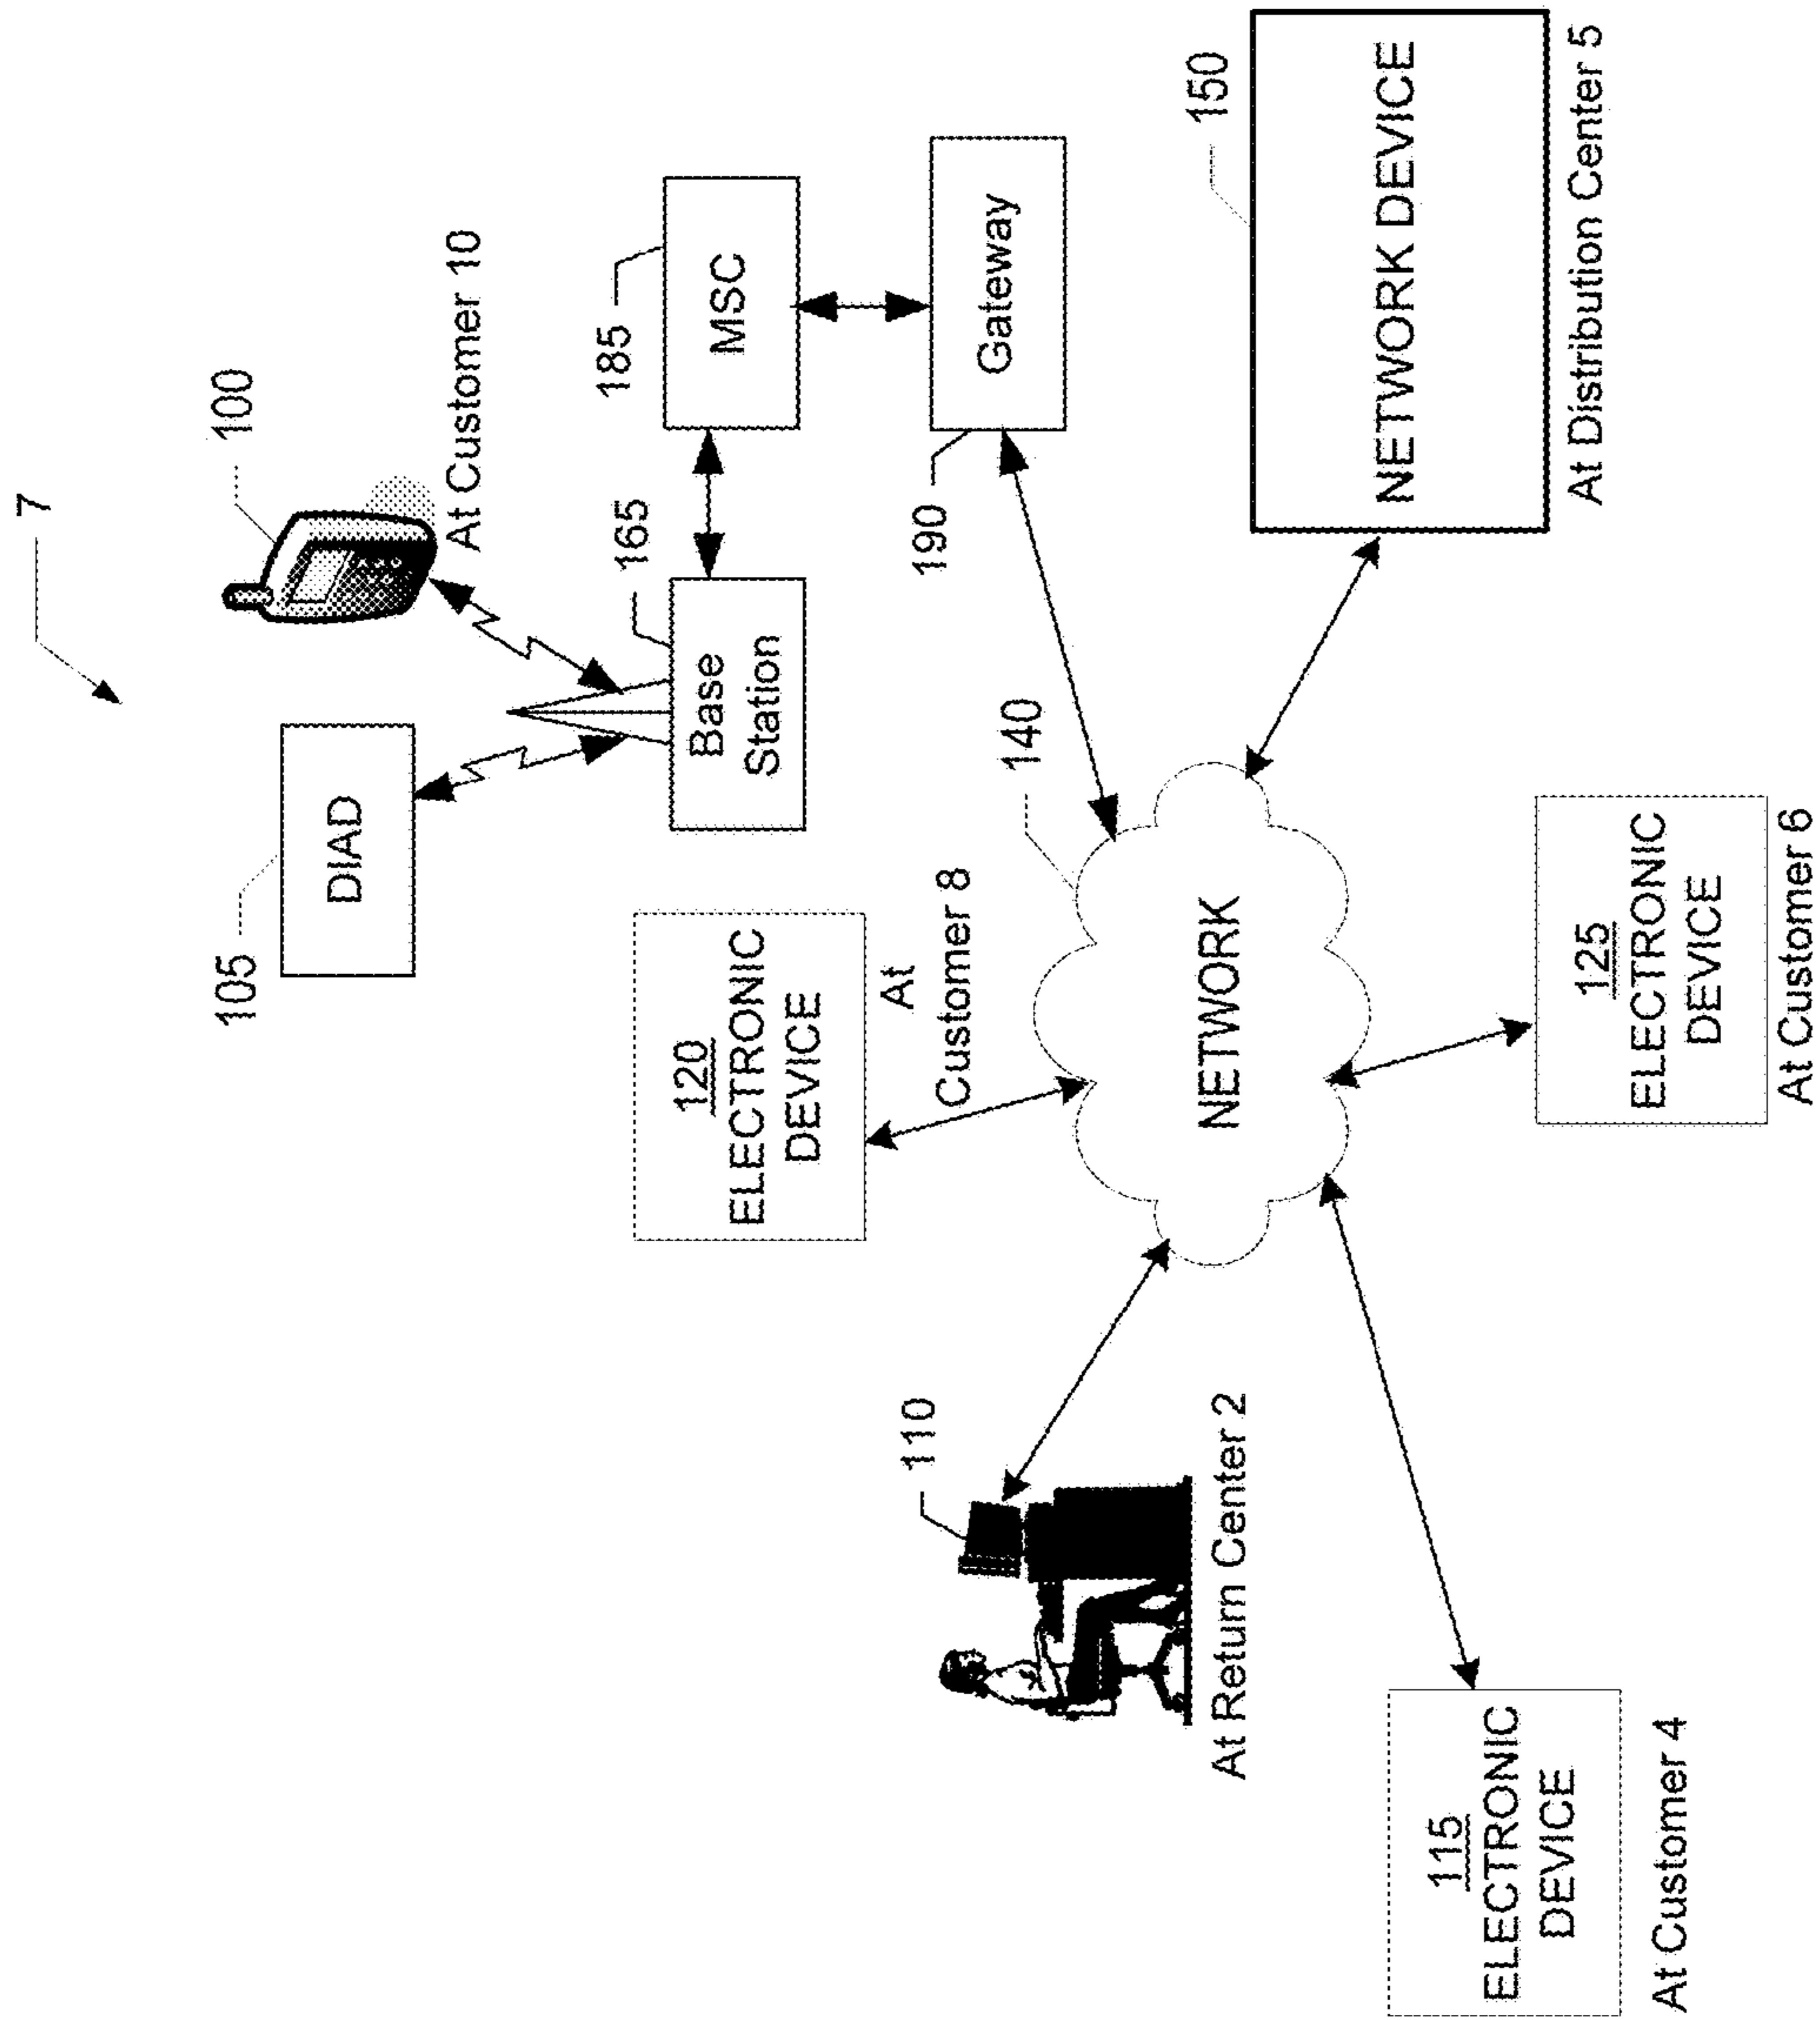 7
100
At Customer 10
105
DIAD
165
Base
Station
185
MSC
190
Gateway
120
ELECTRONIC
DEVICE
At
Customer 8
140
NETWORK
150
NETWORK DEVICE
At Distribution Center 5
110
At Return Center 2
115
ELECTRONIC
DEVICE
At Customer 4
125
ELECTRONIC
DEVICE
At Customer 6